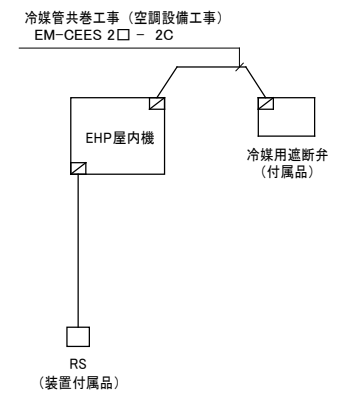 冷媒管共巻工事（空調設備工事）
EM-CEES 2□ - 2C
EHP屋内機
冷媒用遮断弁
（付属品）
RS
（装置付属品）